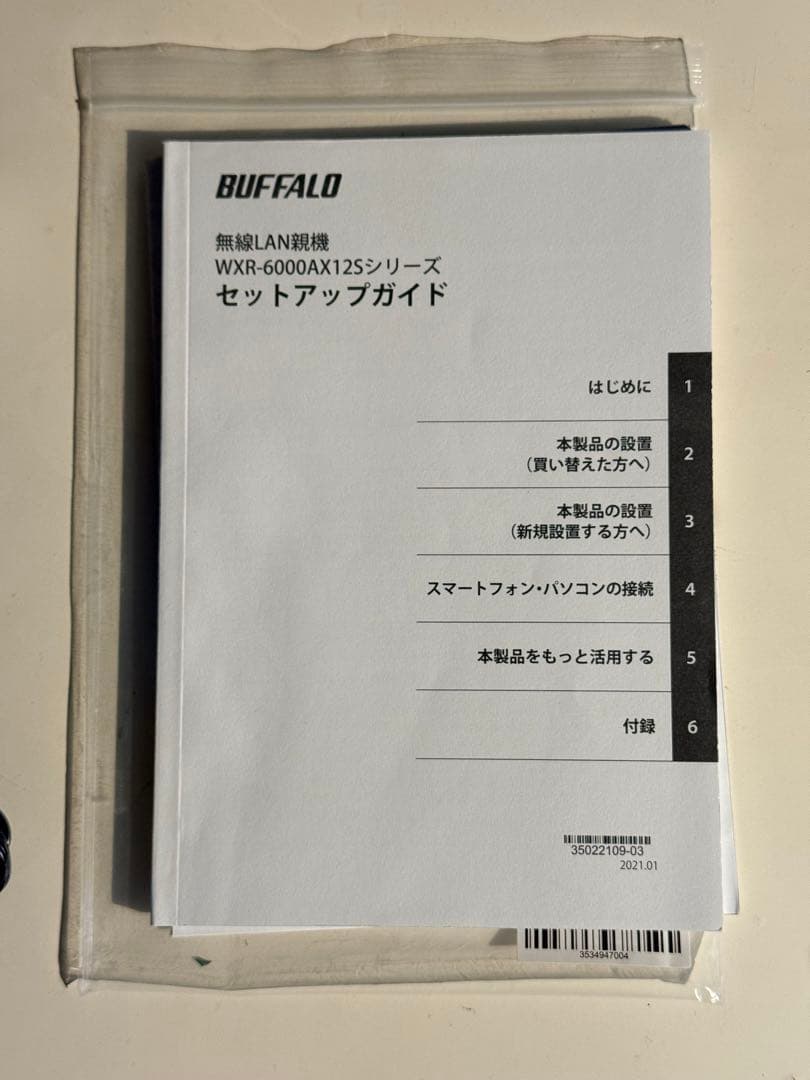 BUFFALO
無線LAN親機
WXR-6000AX12Sシリーズ
セットアップガイド
はじめに 1
本製品の設置
（買い替えた方へ） 2
本製品の設置
（新規設置する方へ） 3
スマートフォン・パソコンの接続 4
本製品をもっと活用する 5
付録 6
35022109-03
2021.01
3534947004